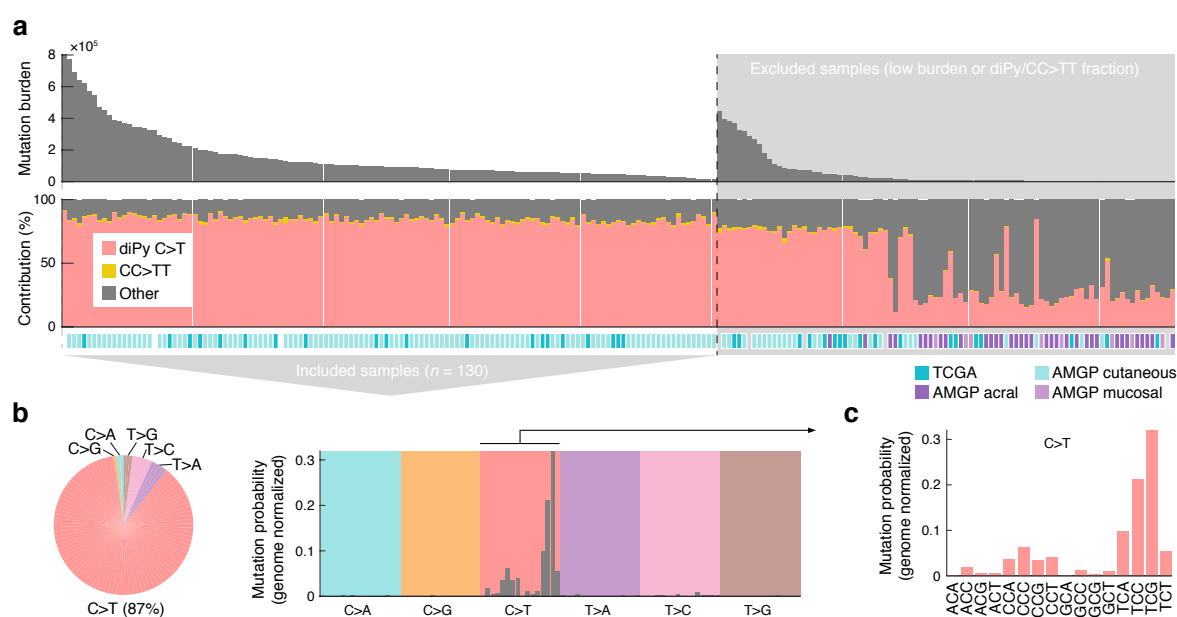 a
×10⁵
8
6
4
2
0
Mutation burden
Excluded samples (low burden or diPy/CC>TT fraction)
100
50
0
Contribution (%)
diPy C>T
CC>TT
Other
Included samples (n = 130)
TCGA
AMGP cutaneous
AMGP acral
AMGP mucosal
b
C>A
T>G
C>G
T>C
T>A
C>T (87%)
Mutation probability
(genome normalized)
0.3
0.2
0.1
0
C>A
C>G
C>T
T>A
T>C
T>G
c
Mutation probability
(genome normalized)
0.3
0.2
0.1
0
C>T
ACA
ACC
ACG
ACT
CCA
CCC
CCG
CCT
GCA
GCC
GCG
GCT
TCA
TCC
TCG
TCT